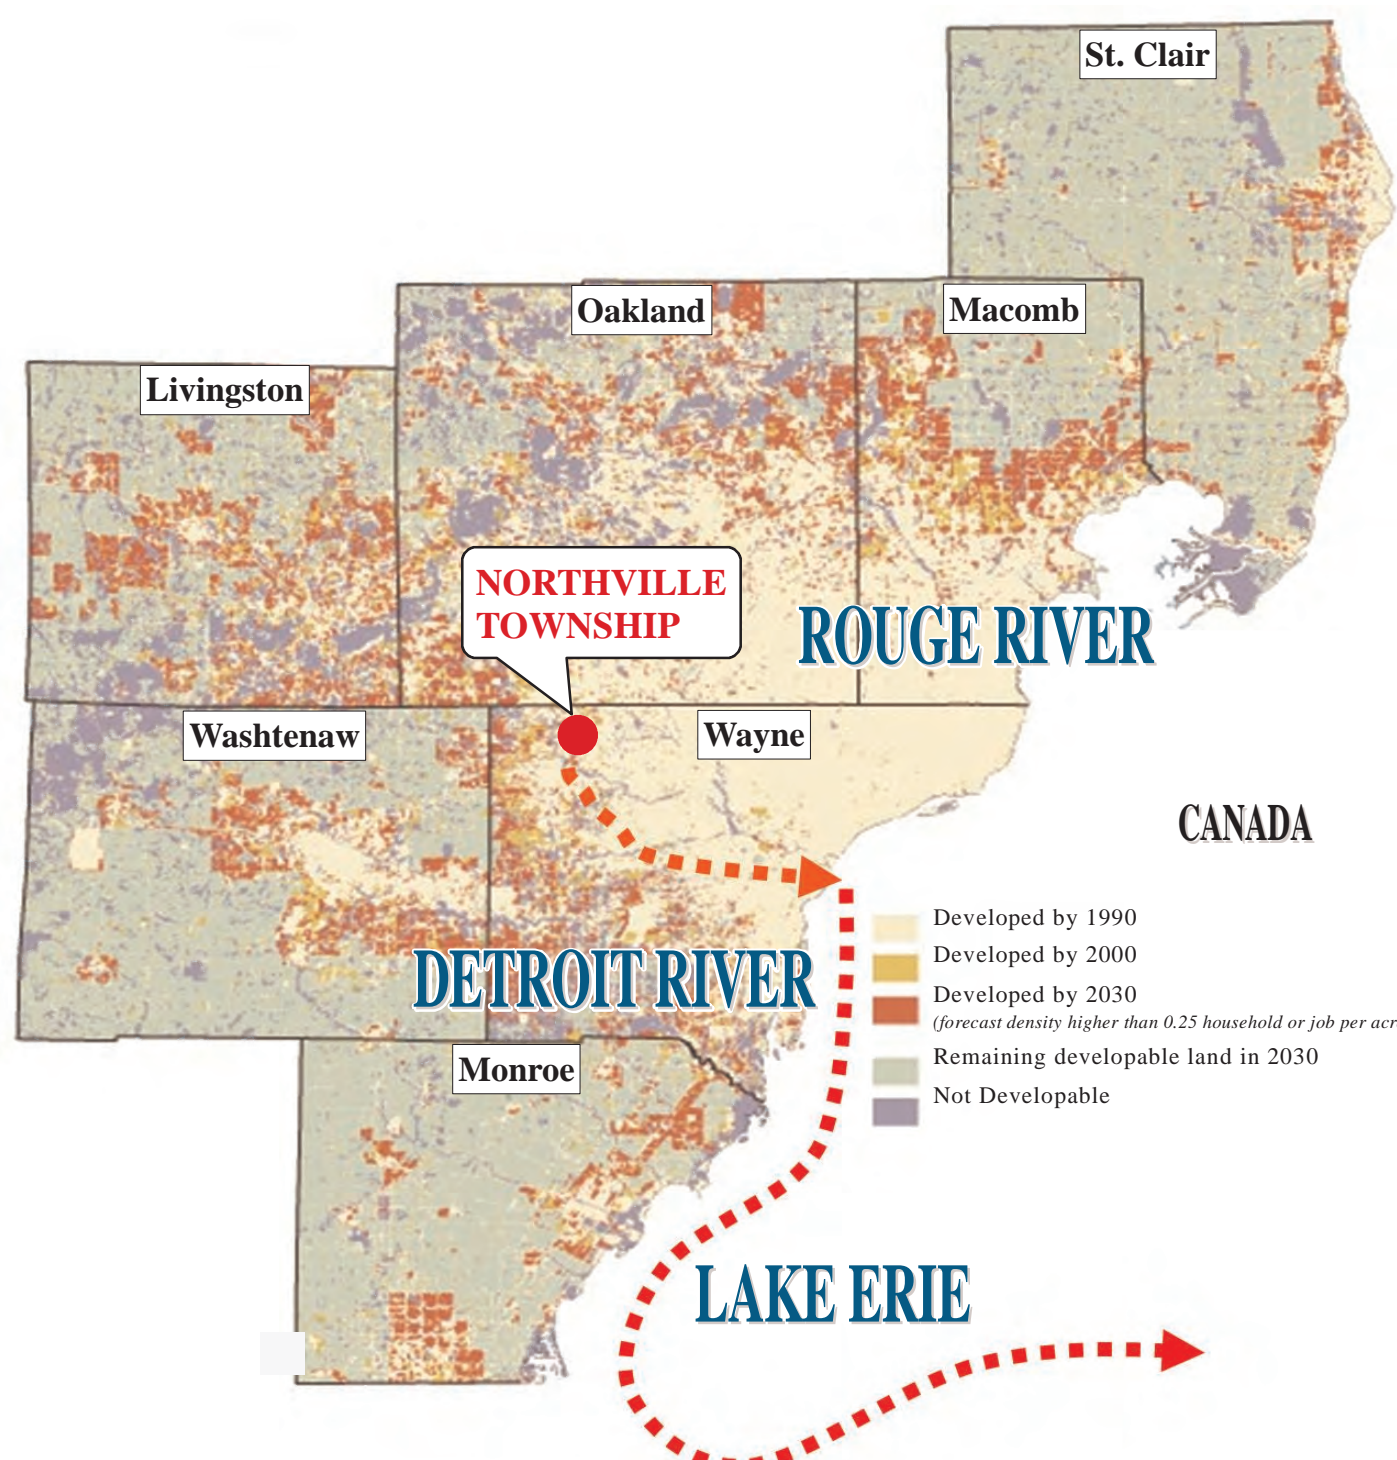 St. Clair
Oakland
Macomb
Livingston
NORTHVILLE
TOWNSHIP
ROUGE RIVER
Washtenaw
Wayne
CANADA
Developed by 1990
Developed by 2000
DETROIT RIVER
Developed by 2030
(forecast density higher than 0.25 household or job per acr
Remaining developable land in 2030
Monroe
Not Developable
LAKE ERIE